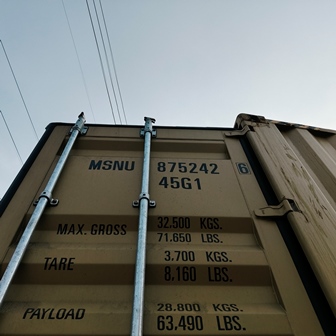 MSNU 875242 6
45G1
MAX. GROSS 32.500 KGS.
71.650 LBS.
TARE 3.700 KGS.
8.160 LBS.
PAYLOAD 28.800 KGS.
63,490 LBS.